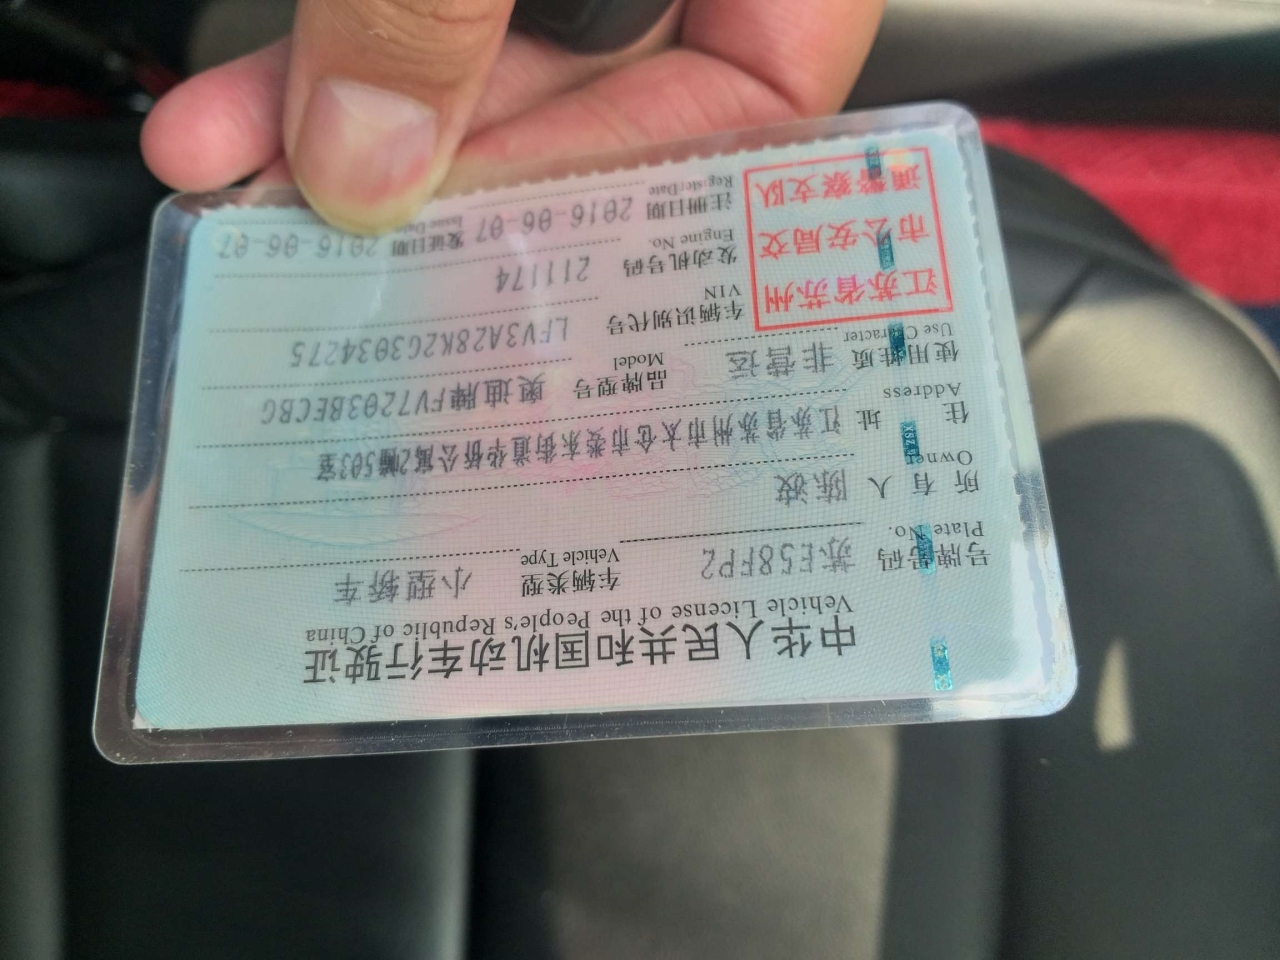 中华人民共和国机动车行驶证
Vehicle License of the People's Republic of China
号牌号码 苏E58FP2 车辆类型 小型轿车
Plate No. Vehicle Type
所有人 陈波
Owner
住址 江苏省苏州市太仓市娄东街道华侨公寓2幢503室
Address
使用性质 非营运 品牌型号 奥迪牌FV7203BECBG
Use Character Model
江苏省苏州
市公安局交
通警察支队
车辆识别代号 LFV3A28K2G3034275
VIN
发动机号码 211174
Engine No.
注册日期 2016-06-07 发证日期 2016-06-07
Register Date Issue Date